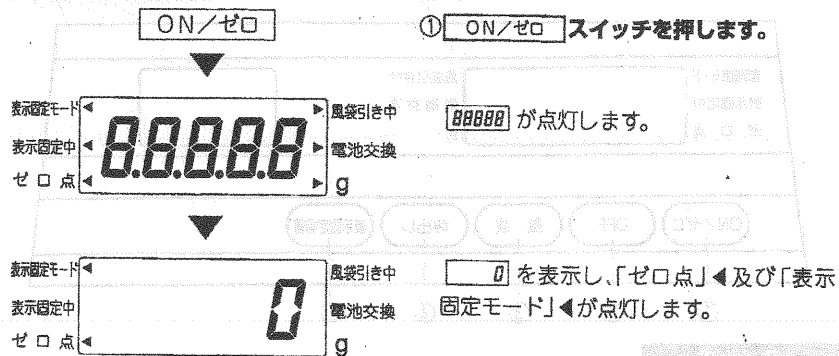 ON/ゼロ
① ON/ゼロ スイッチを押します。
表示固定モード◀ ▶風袋引き中
表示固定中◀ 8.8.8.8.8 ▶電池交換
ゼロ点◀ ▶g
88888 が点灯します。
表示固定モード◀ 風袋引き中
表示固定中 0 電池交換
ゼロ点◀ g
0 を表示し、「ゼロ点」◀及び「表示
固定モード」◀が点灯します。